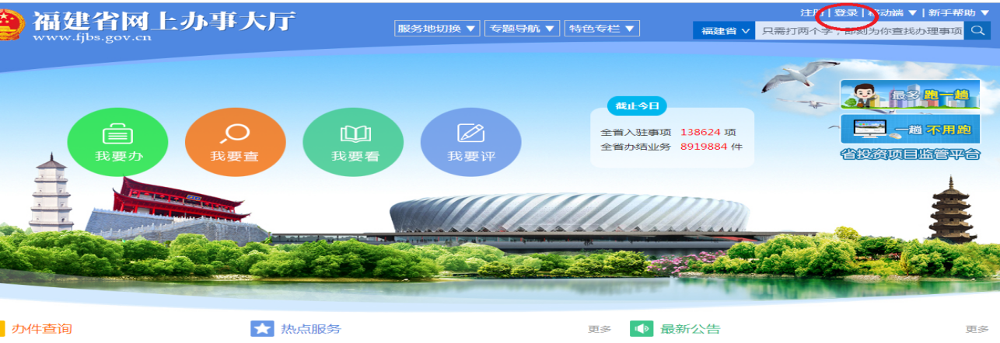 福建省网上办事大厅
www.fjbs.gov.cn
注册 | 登录 | 移动端 ▼ | 新手帮助 ▼
服务地切换 ▼ 专题导航 ▼ 特色专栏 ▼
福建省 只需打两个字，即刻为你查找办理事项
我要办
我要查
我要看
我要评
截止今日
全省入驻事项 138624 项
全省办结业务 8919884 件
最多跑一趟
一趟不用跑
省投资项目监管平台
办件查询
热点服务
更多
最新公告
更多